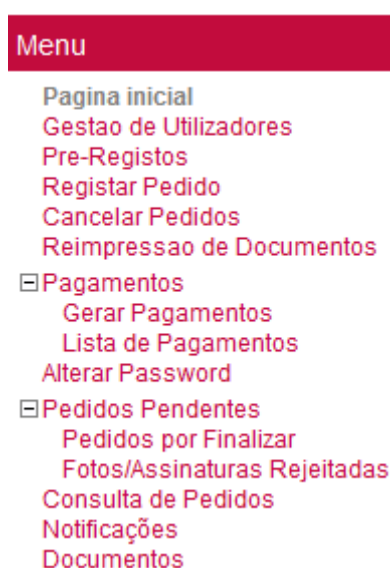 Menu
Pagina inicial
Gestao de Utilizadores
Pre-Registos
Registar Pedido
Cancelar Pedidos
Reimpressao de Documentos
Pagamentos
Gerar Pagamentos
Lista de Pagamentos
Alterar Password
Pedidos Pendentes
Pedidos por Finalizar
Fotos/Assinaturas Rejeitadas
Consulta de Pedidos
Notificações
Documentos